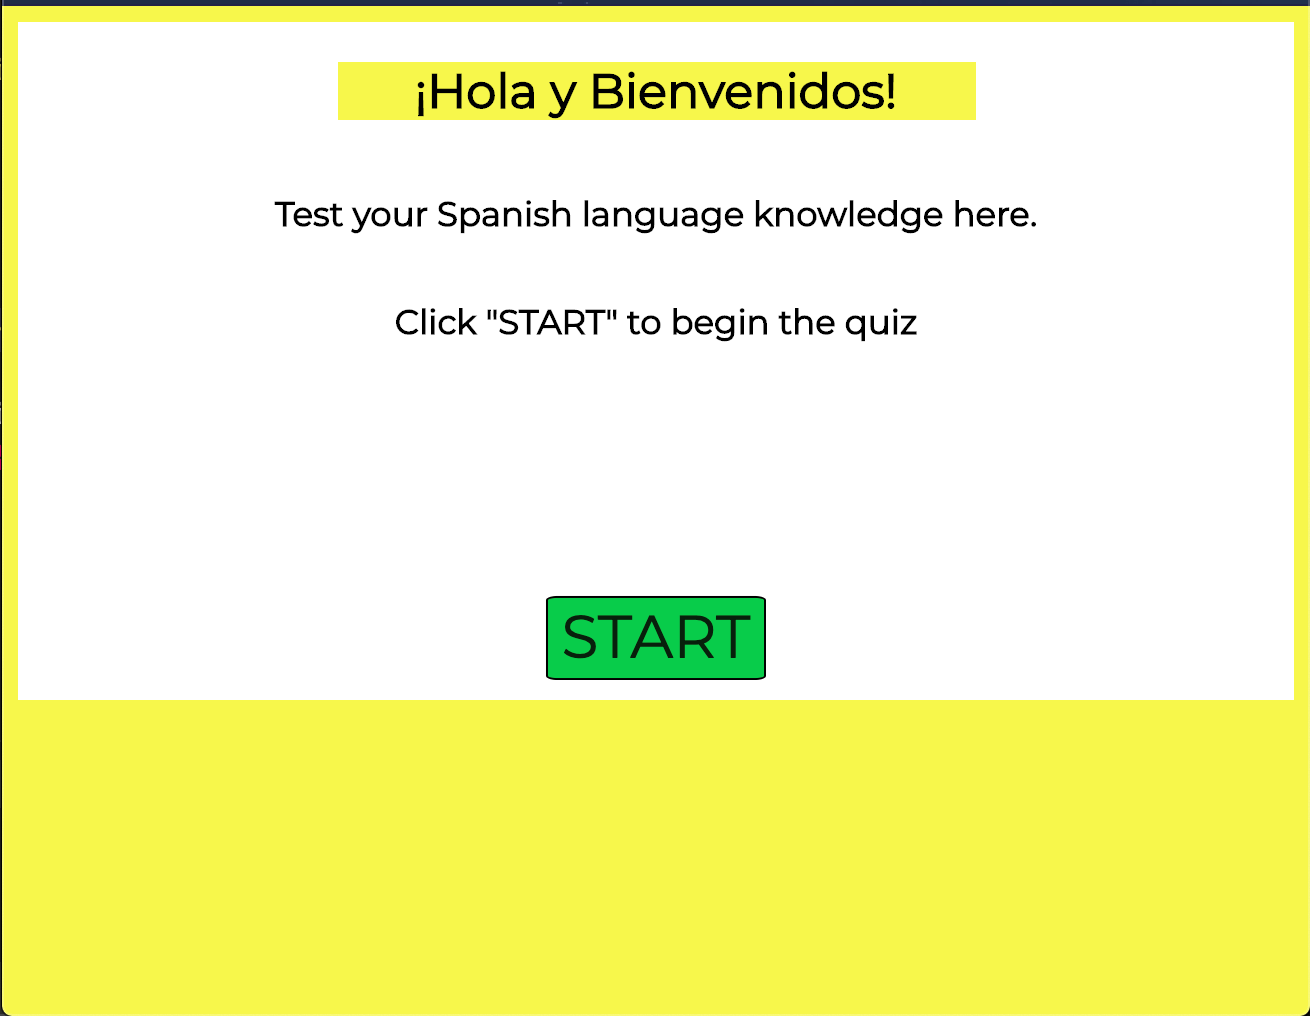 ¡Hola y Bienvenidos!
Test your Spanish language knowledge here.
Click "START" to begin the quiz
START